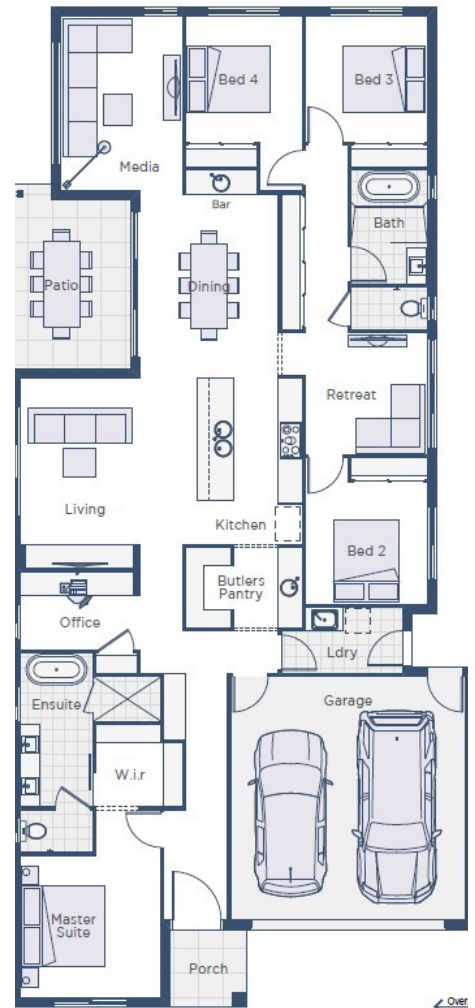 Bed 4
Bed 3
Media
Bar
Bath
Patio
Dining
Retreat
Living
Kitchen
Bed 2
Butlers
Pantry
Office
Ldry
Ensuite
Garage
W.i.r
Master
Suite
Porch
Over